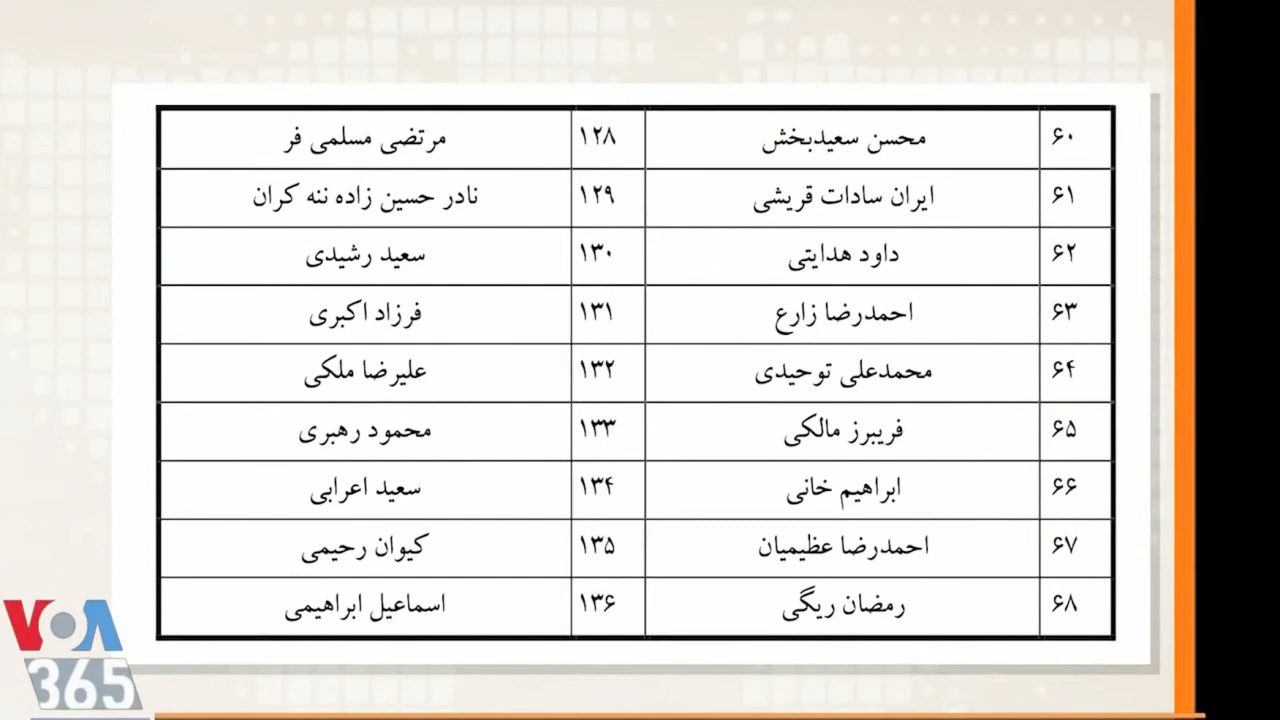 ۶۰ محسن سعیدبخش ۱۲۸ مرتضی مسلمی فر
۶۱ ایران سادات قریشی ۱۲۹ نادر حسین زاده ننه کران
۶۲ داود هدایتی ۱۳۰ سعید رشیدی
۶۳ احمدرضا زارع ۱۳۱ فرزاد اکبری
۶۴ محمدعلی توحیدی ۱۳۲ علیرضا ملکی
۶۵ فریبرز مالکی ۱۳۳ محمود رهبری
۶۶ ابراهیم خانی ۱۳۴ سعید اعرابی
۶۷ احمدرضا عظیمیان ۱۳۵ کیوان رحیمی
۶۸ رمضان ریگی ۱۳۶ اسماعیل ابراهیمی
VOA
365